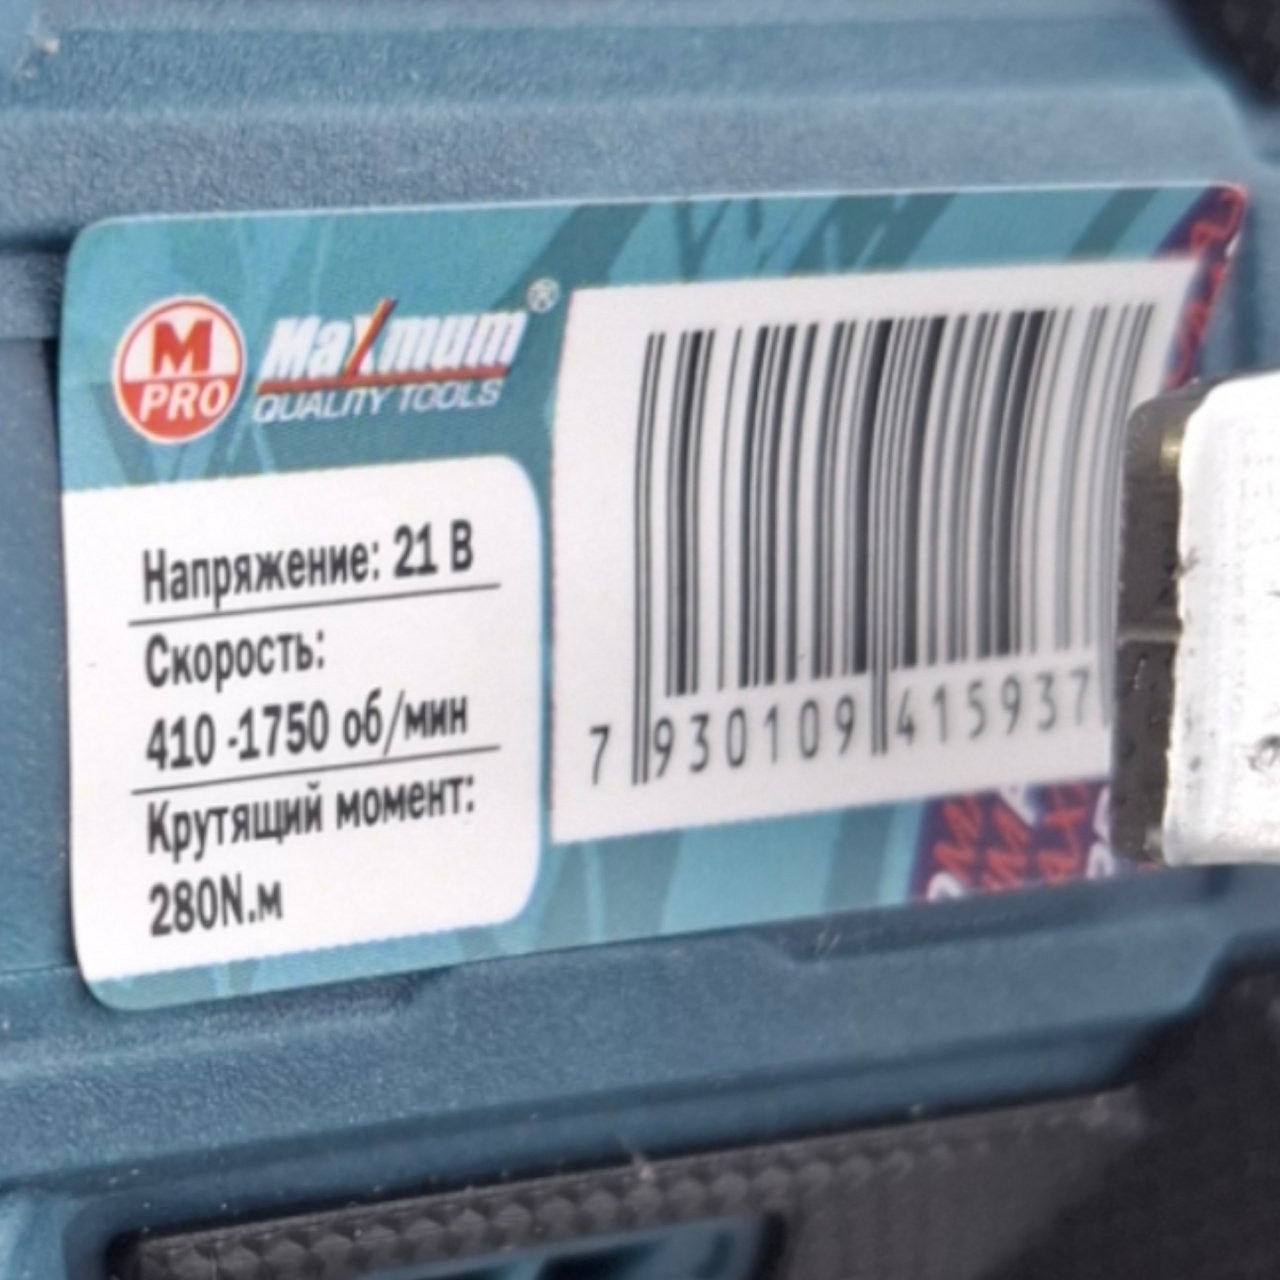 M
PRO
MaXmum®
QUALITY TOOLS
Напряжение: 21 В
Скорость:
410 -1750 об/мин
Крутящий момент:
280N.м
7 930109 415937